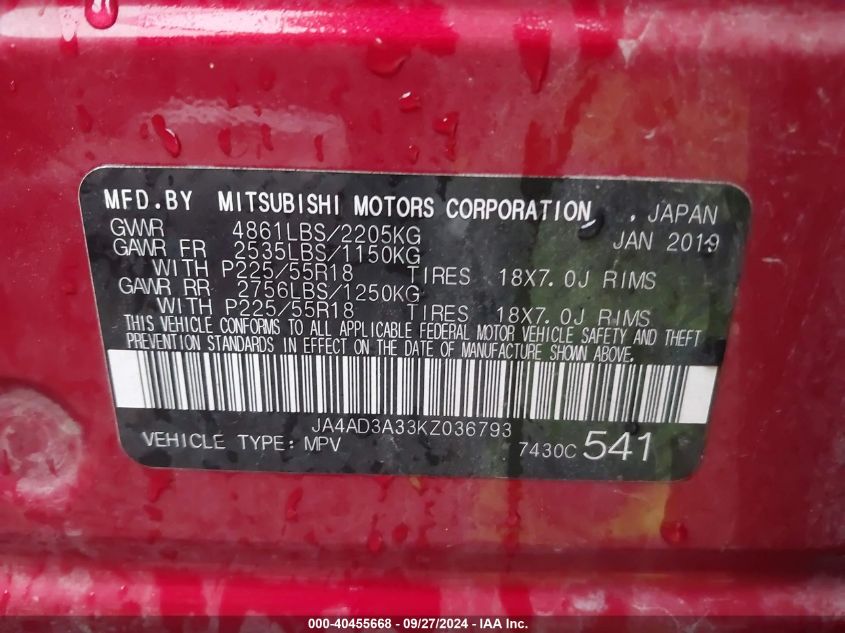 MFD.BY MITSUBISHI MOTORS CORPORATION, . JAPAN
GVWR 4861LBS/2205KG JAN 2019
GAWR FR 2535LBS/1150KG
WITH P225/55R18 TIRES 18X7.0J RIMS
GAWR RR 2756LBS/1250KG
WITH P225/55R18 TIRES 18X7.0J RIMS
THIS VEHICLE CONFORMS TO ALL APPLICABLE FEDERAL MOTOR VEHICLE SAFETY AND THEFT
PREVENTION STANDARDS IN EFFECT ON THE DATE OF MANUFACTURE SHOWN ABOVE.
JA4AD3A33KZ036793
VEHICLE TYPE: MPV 7430C 541
000-40455668 - 09/27/2024 - IAA Inc.